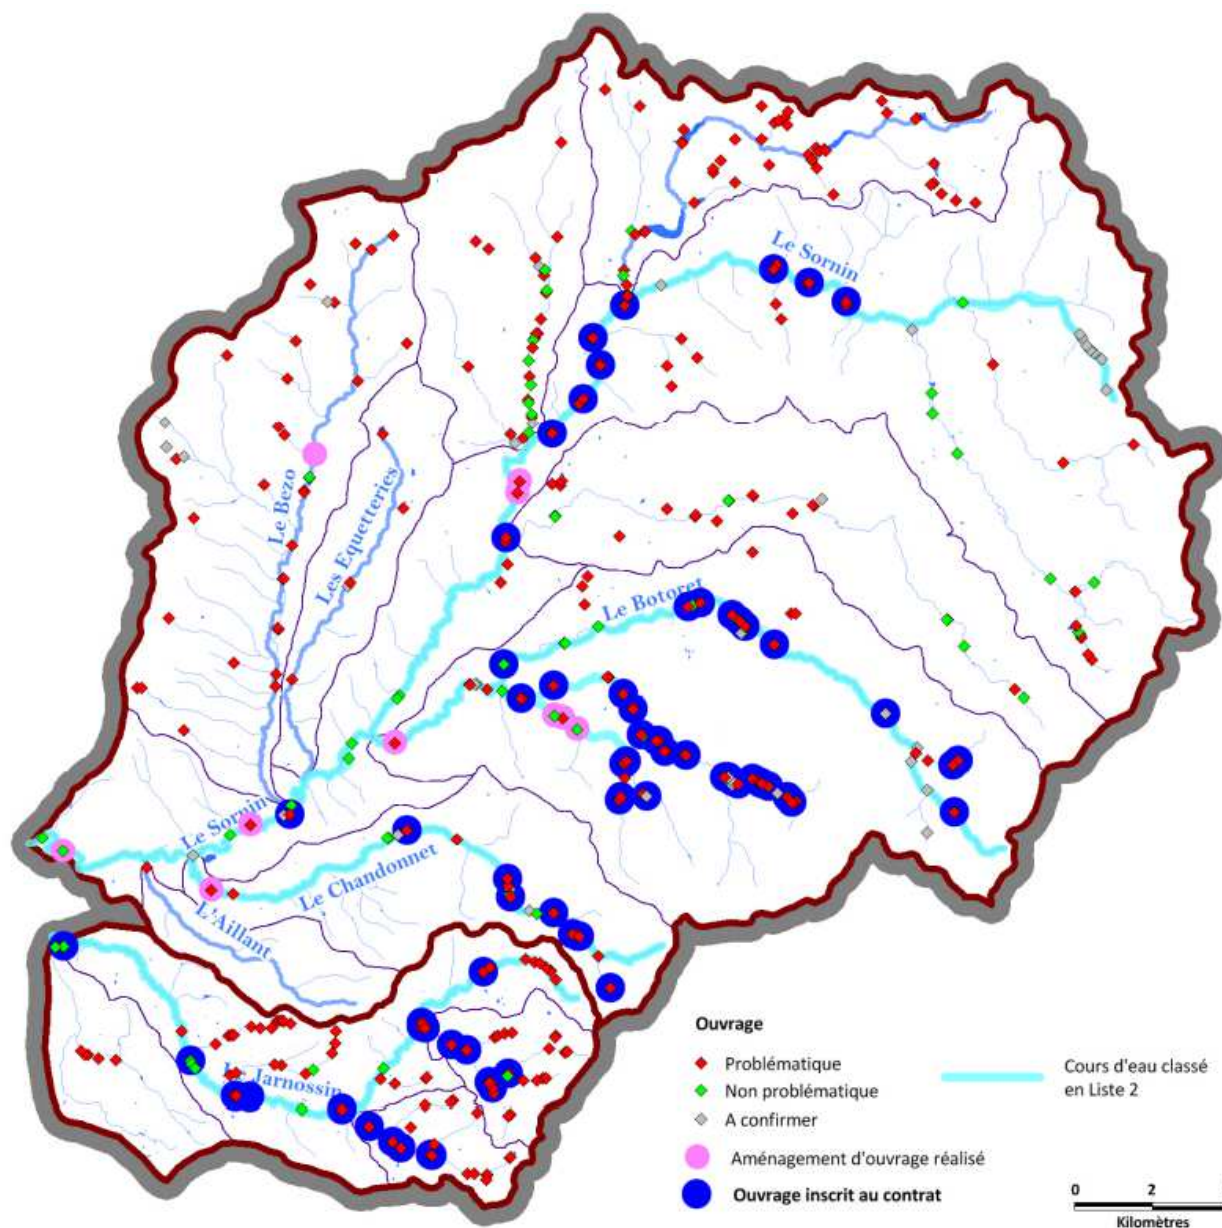 Le Sornin
Le Bezo
Les Equetteries
Le Botoret
Le Sornin
Le Chandonnet
L'Aillant
Le Jarnossin
Ouvrage
Problématique
Non problématique
A confirmer
Aménagement d'ouvrage réalisé
Ouvrage inscrit au contrat
Cours d'eau classé
en Liste 2
0 2
Kilomètres